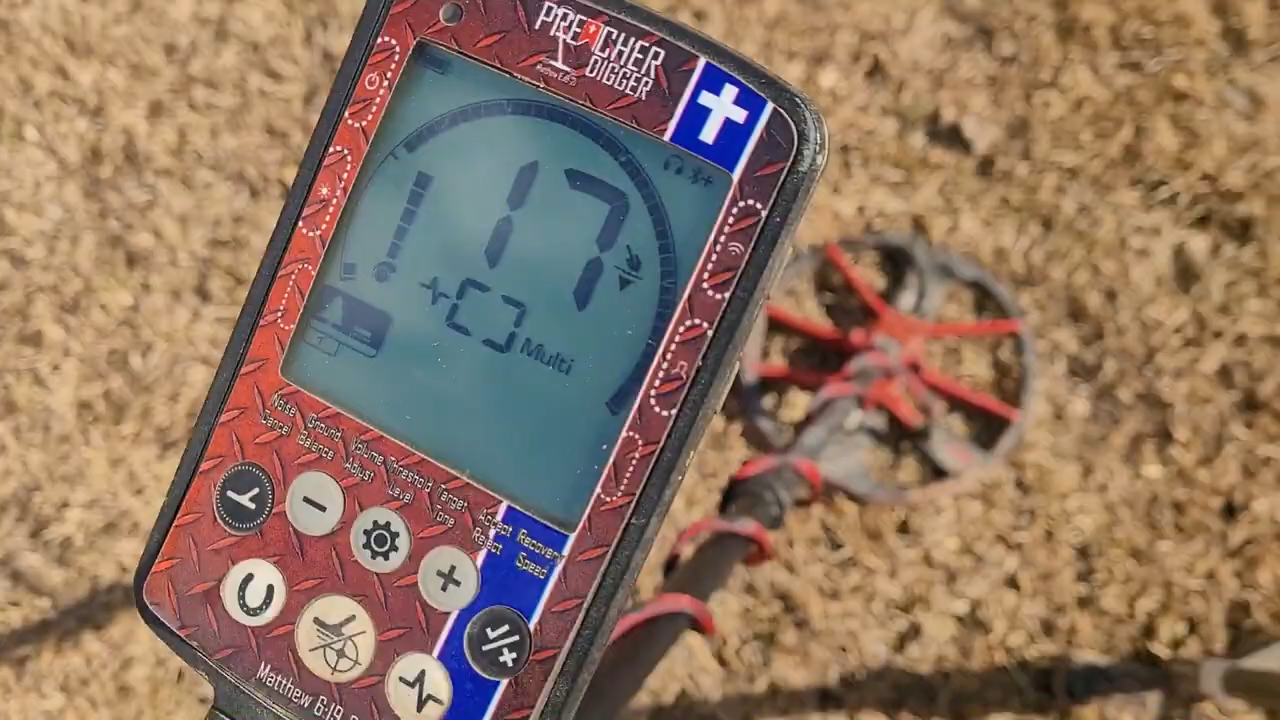 PREACHER
DIGGER
17
Multi
Noise Cancel
Ground Balance
Volume Adjust
Threshold Level
Target Tone
Accept Reject
Recovery Speed
Matthew 6:19